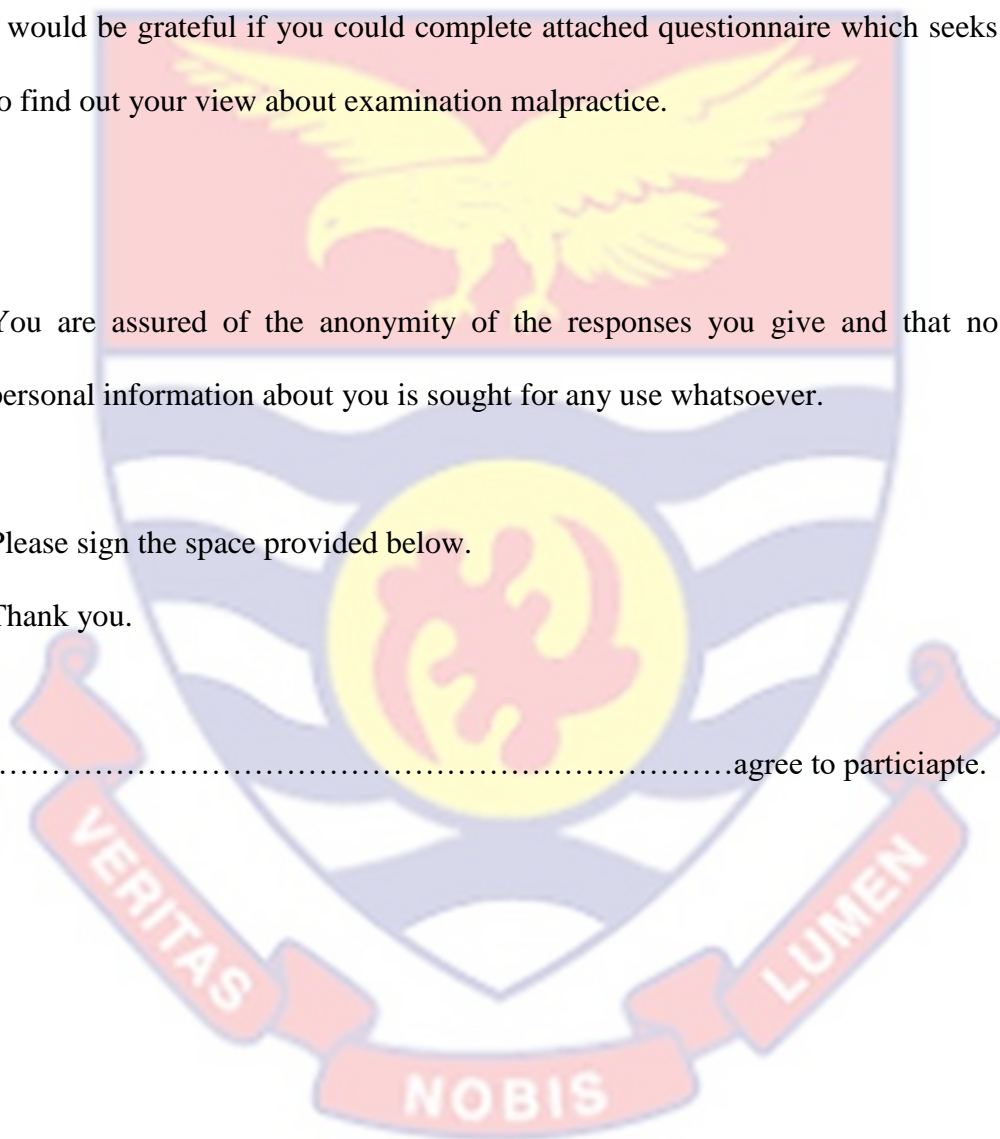 would be grateful if you could complete attached questionnaire which seeks
o find out your view about examination malpractice.
You are assured of the anonymity of the responses you give and that no
personal information about you is sought for any use whatsoever.
Please sign the space provided below.
Thank you.
…………………………………………………………………………agree to particiapte.
VERITAS
NOBIS
LUMEN